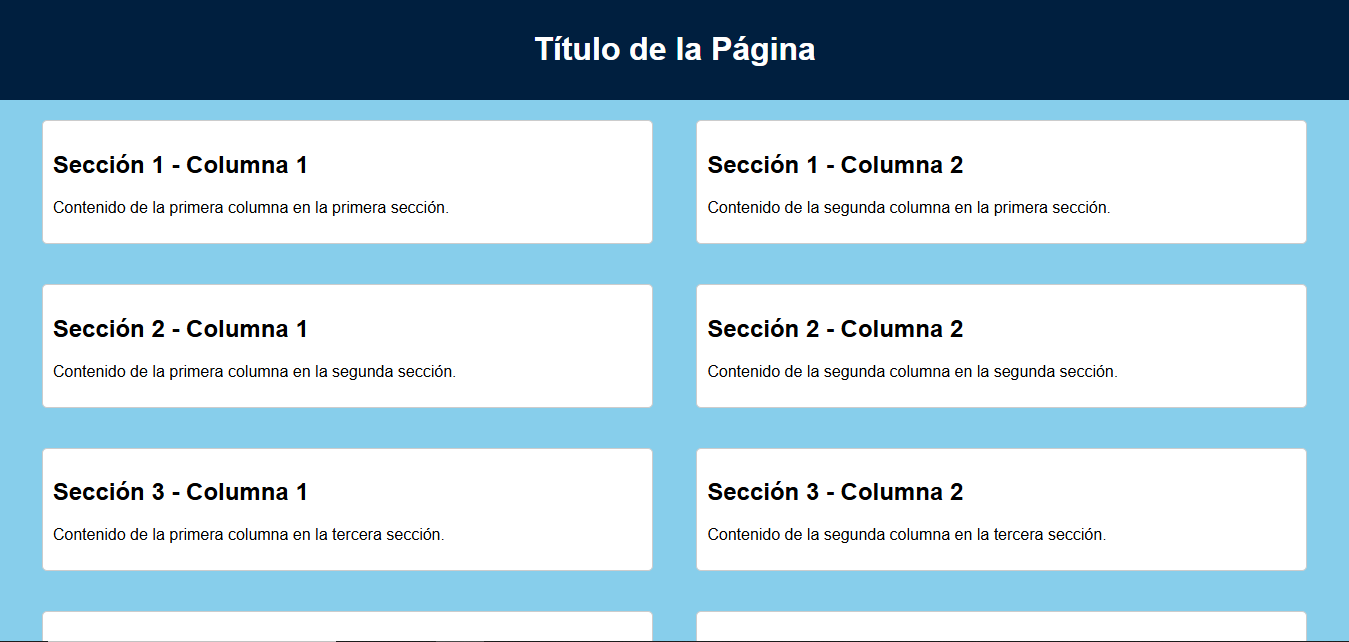 Título de la Página
Sección 1 - Columna 1
Contenido de la primera columna en la primera sección.
Sección 1 - Columna 2
Contenido de la segunda columna en la primera sección.
Sección 2 - Columna 1
Contenido de la primera columna en la segunda sección.
Sección 2 - Columna 2
Contenido de la segunda columna en la segunda sección.
Sección 3 - Columna 1
Contenido de la primera columna en la tercera sección.
Sección 3 - Columna 2
Contenido de la segunda columna en la tercera sección.